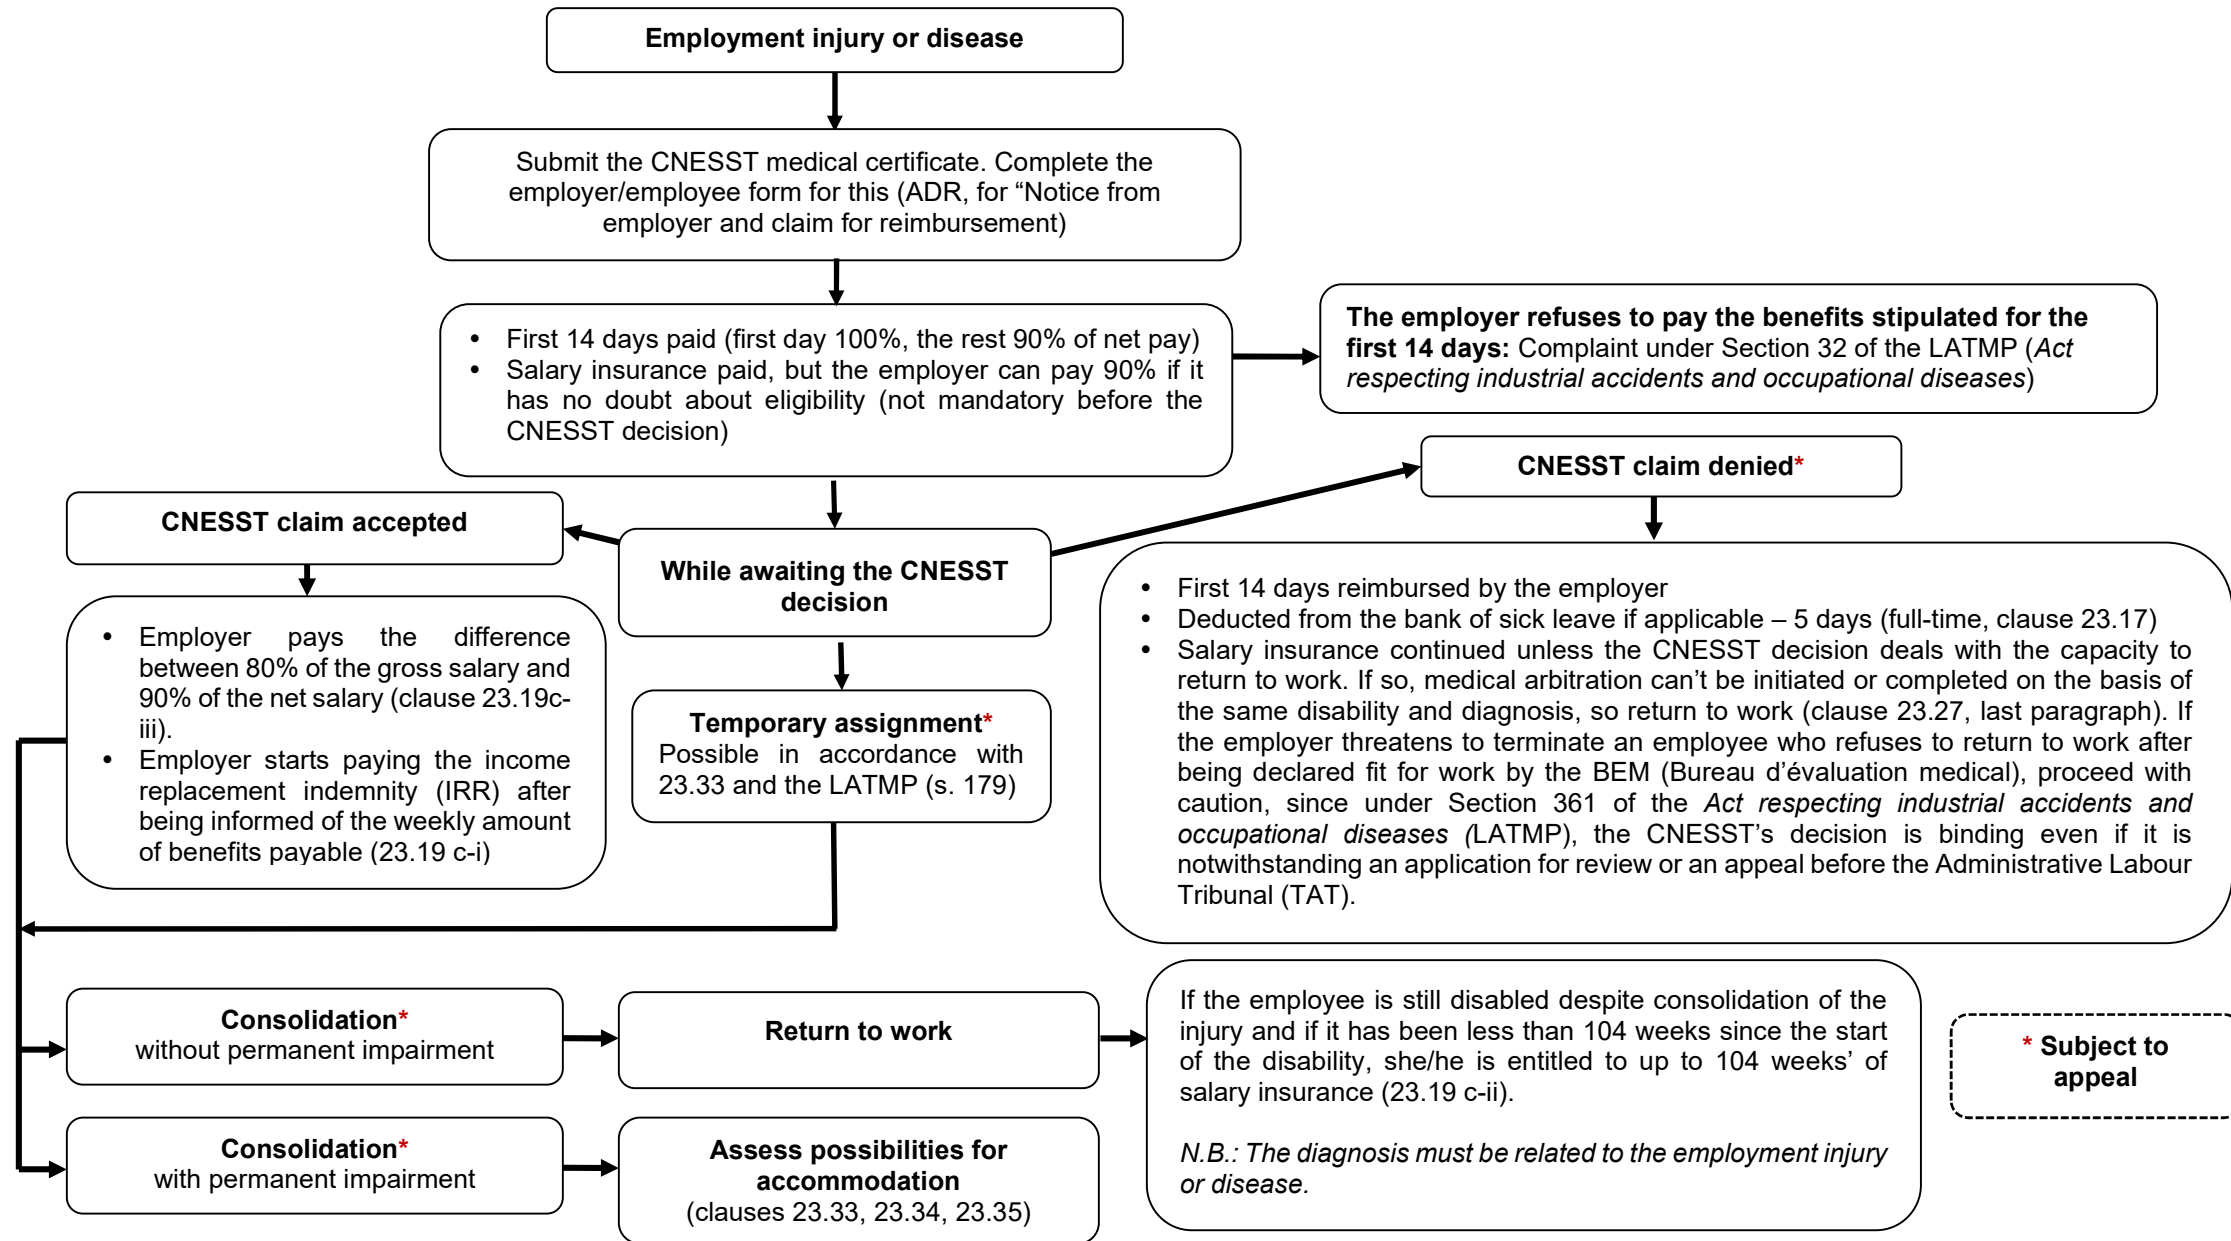 Employment injury or disease
Submit the CNESST medical certificate. Complete the
employer/employee form for this (ADR, for “Notice from
employer and claim for reimbursement)
• First 14 days paid (first day 100%, the rest 90% of net pay)
• Salary insurance paid, but the employer can pay 90% if it
has no doubt about eligibility (not mandatory before the
CNESST decision)
The employer refuses to pay the benefits stipulated for the
first 14 days: Complaint under Section 32 of the LATMP (Act
respecting industrial accidents and occupational diseases)
CNESST claim denied*
CNESST claim accepted
While awaiting the CNESST
decision
• First 14 days reimbursed by the employer
• Deducted from the bank of sick leave if applicable – 5 days (full-time, clause 23.17)
• Salary insurance continued unless the CNESST decision deals with the capacity to
return to work. If so, medical arbitration can’t be initiated or completed on the basis of
the same disability and diagnosis, so return to work (clause 23.27, last paragraph). If
the employer threatens to terminate an employee who refuses to return to work after
being declared fit for work by the BEM (Bureau d’évaluation medical), proceed with
caution, since under Section 361 of the Act respecting industrial accidents and
occupational diseases (LATMP), the CNESST’s decision is binding even if it is
notwithstanding an application for review or an appeal before the Administrative Labour
Tribunal (TAT).
• Employer pays the difference
between 80% of the gross salary and
90% of the net salary (clause 23.19c-
iii).
• Employer starts paying the income
replacement indemnity (IRR) after
being informed of the weekly amount
of benefits payable (23.19 c-i)
Temporary assignment*
Possible in accordance with
23.33 and the LATMP (s. 179)
Consolidation*
without permanent impairment
Return to work
If the employee is still disabled despite consolidation of the
injury and if it has been less than 104 weeks since the start
of the disability, she/he is entitled to up to 104 weeks’ of
salary insurance (23.19 c-ii).
N.B.: The diagnosis must be related to the employment injury
or disease.
* Subject to
appeal
Consolidation*
with permanent impairment
Assess possibilities for
accommodation
(clauses 23.33, 23.34, 23.35)